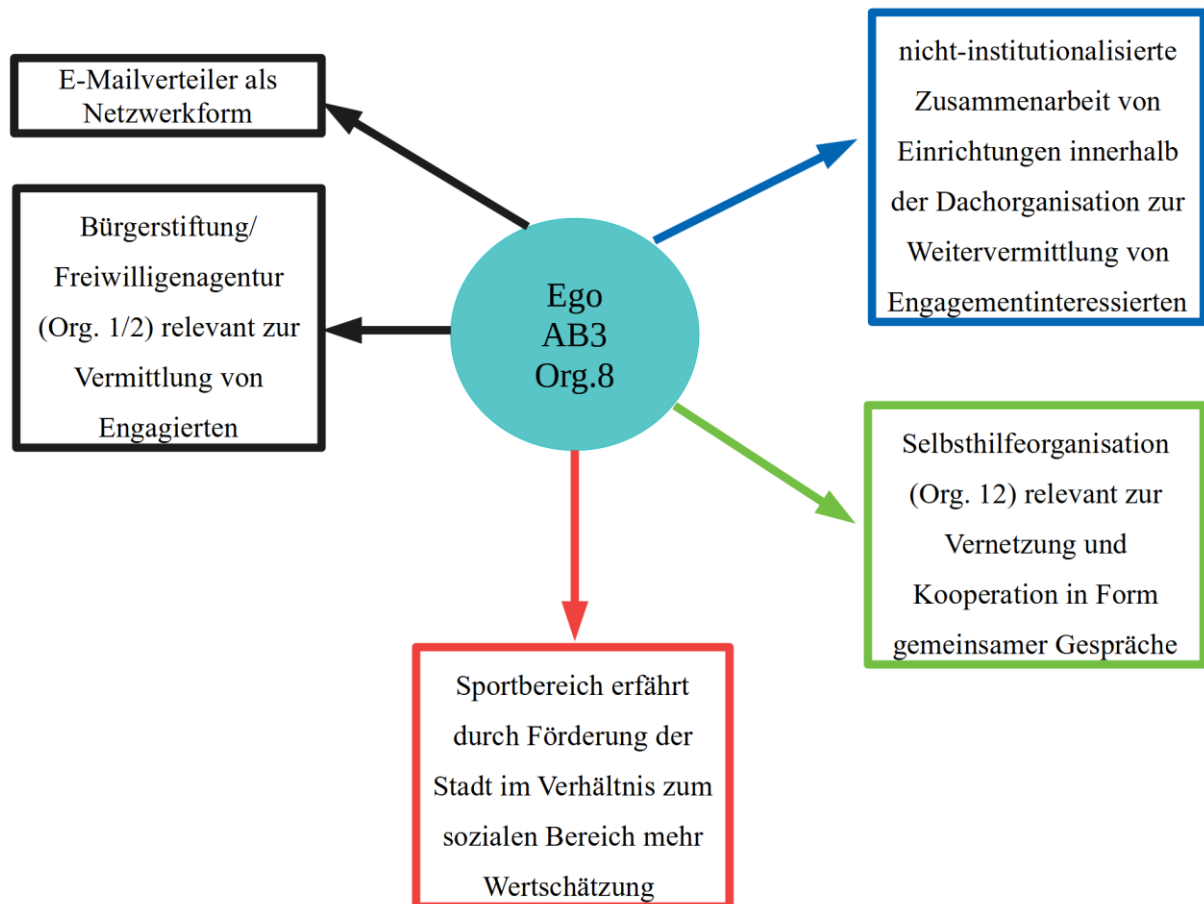 E-Mailverteiler als
Netzwerkform
Bürgerstiftung/
Freiwilligenagentur
(Org. 1/2) relevant zur
Vermittlung von
Engagierten
Ego
AB3
Org.8
nicht-institutionalisierte
Zusammenarbeit von
Einrichtungen innerhalb
der Dachorganisation zur
Weitervermittlung von
Engagementinteressierten
Selbsthilfeorganisation
(Org. 12) relevant zur
Vernetzung und
Kooperation in Form
gemeinsamer Gespräche
Sportbereich erfährt
durch Förderung der
Stadt im Verhältnis zum
sozialen Bereich mehr
Wertschätzung